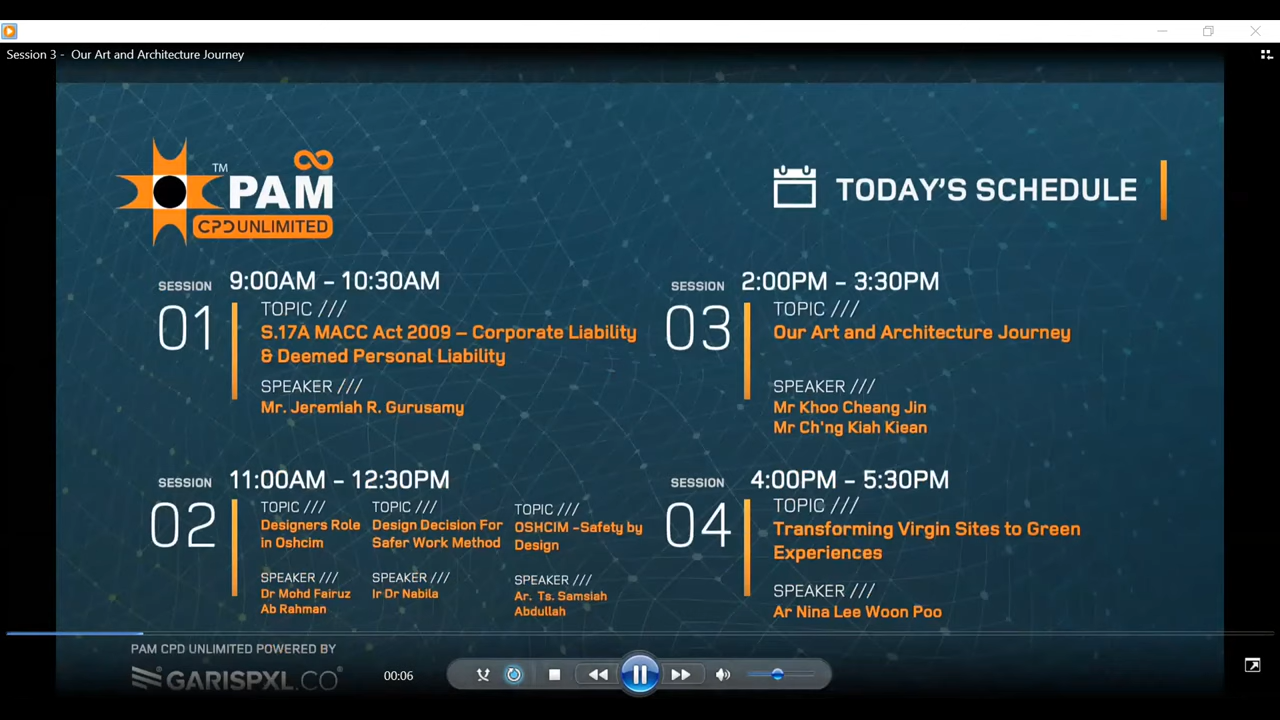 Session 3 - Our Art and Architecture Journey
TM
PAM
CPD UNLIMITED
TODAY'S SCHEDULE
SESSION
01
9:00AM – 10:30AM
TOPIC ///
S.17A MACC Act 2009 – Corporate Liability
& Deemed Personal Liability
SPEAKER ///
Mr. Jeremiah R. Gurusamy
SESSION
02
11:00AM – 12:30PM
TOPIC ///
Designers Role
in Oshcim
SPEAKER ///
Dr Mohd Fairuz
Ab Rahman
TOPIC ///
Design Decision For
Safer Work Method
SPEAKER ///
Ir Dr Nabila
TOPIC ///
OSHCIM -Safety by
Design
SPEAKER ///
Ar. Ts. Samsiah
Abdullah
SESSION
03
2:00PM – 3:30PM
TOPIC ///
Our Art and Architecture Journey
SPEAKER ///
Mr Khoo Cheang Jin
Mr Ch'ng Kiah Kiean
SESSION
04
4:00PM – 5:30PM
TOPIC ///
Transforming Virgin Sites to Green
Experiences
SPEAKER ///
Ar Nina Lee Woon Poo
PAM CPD UNLIMITED POWERED BY
GARISPXL.CO
00:06